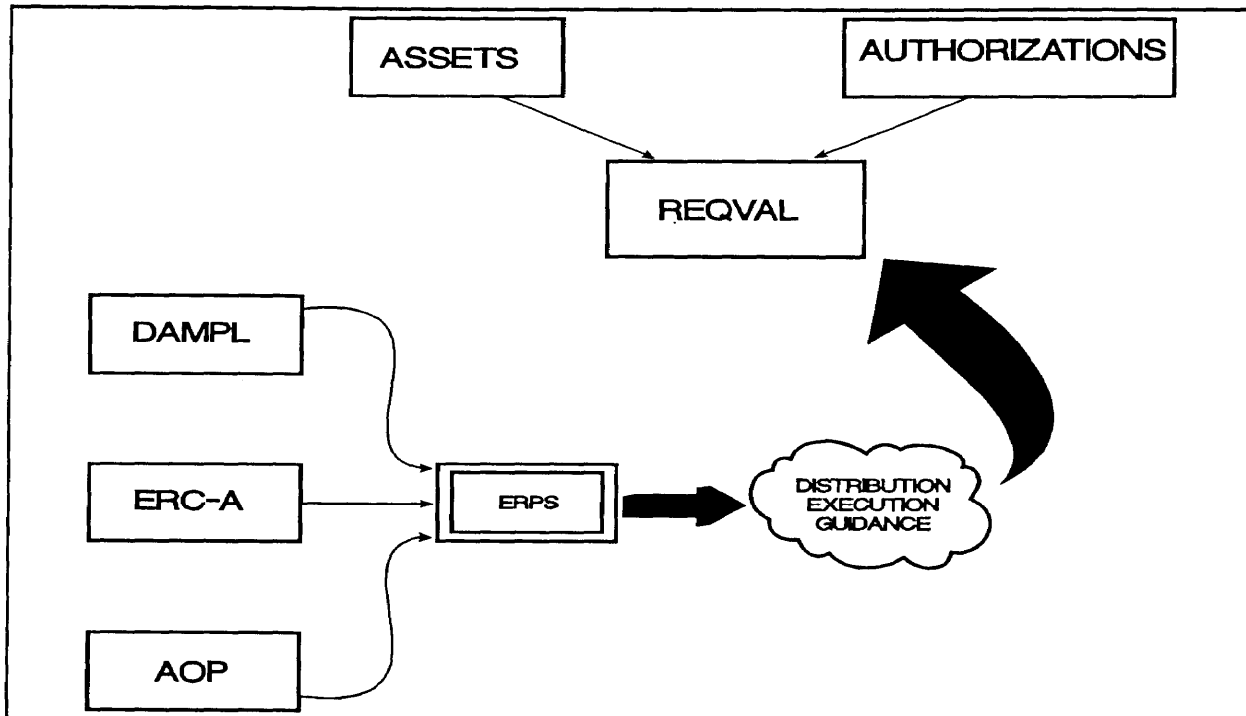 ASSETS
AUTHORIZATIONS
REQVAL
DAMPL
ERC-A
ERPS
DISTRIBUTION
EXECUTION
GUIDANCE
AOP